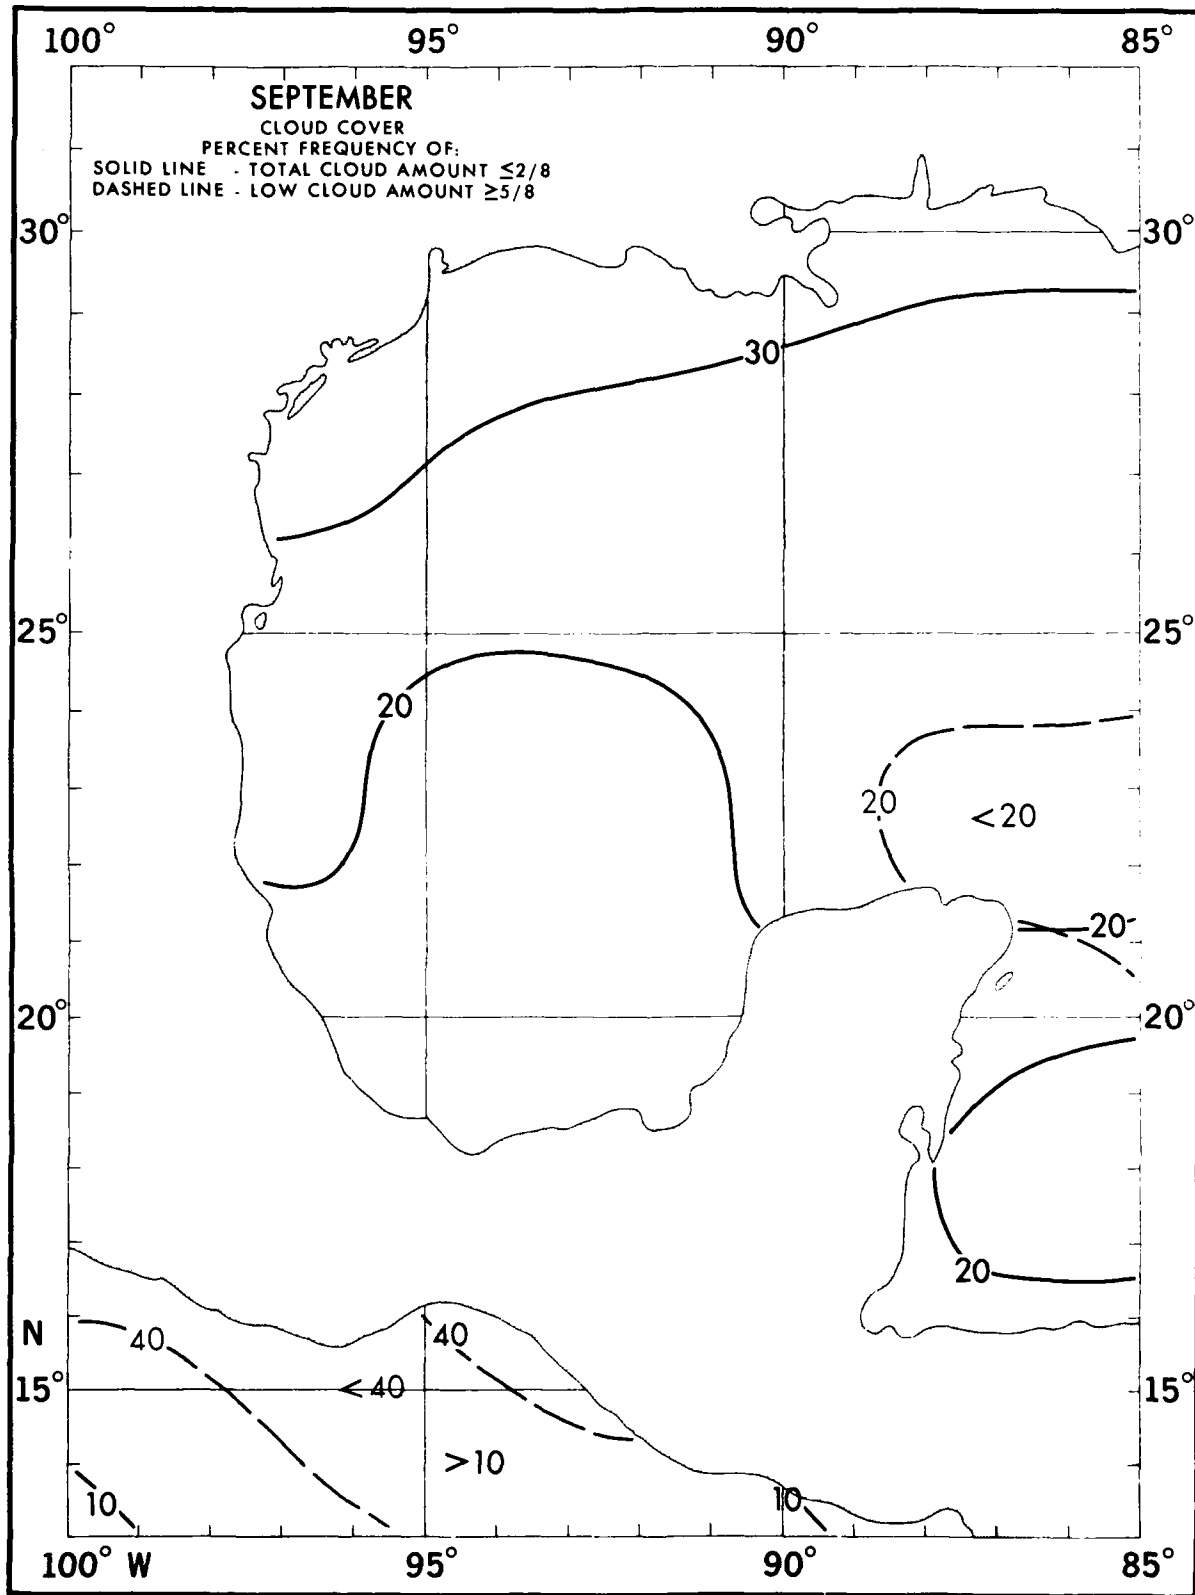 100° 95° 90° 85°
SEPTEMBER
CLOUD COVER
PERCENT FREQUENCY OF:
SOLID LINE - TOTAL CLOUD AMOUNT ≤2/8
DASHED LINE - LOW CLOUD AMOUNT ≥5/8
30° 30°
30
25° 25°
20
20 <20
20
20° 20°
20
N 40 40
15° <40 15°
>10
10 10
100° W 95° 90° 85°